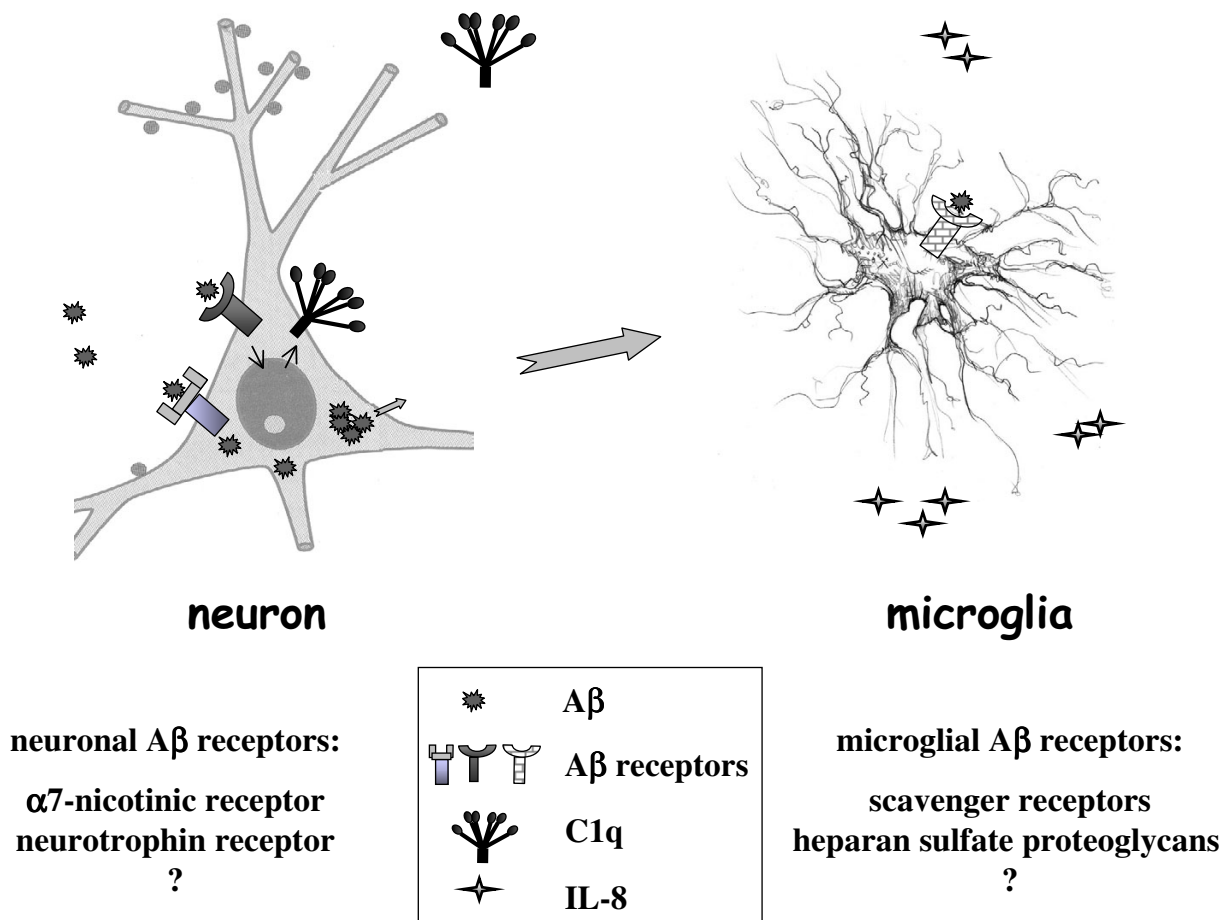 neuron
microglia
neuronal Aβ receptors:
α7-nicotinic receptor
neurotrophin receptor
?
Aβ
Aβ receptors
C1q
IL-8
microglial Aβ receptors:
scavenger receptors
heparan sulfate proteoglycans
?